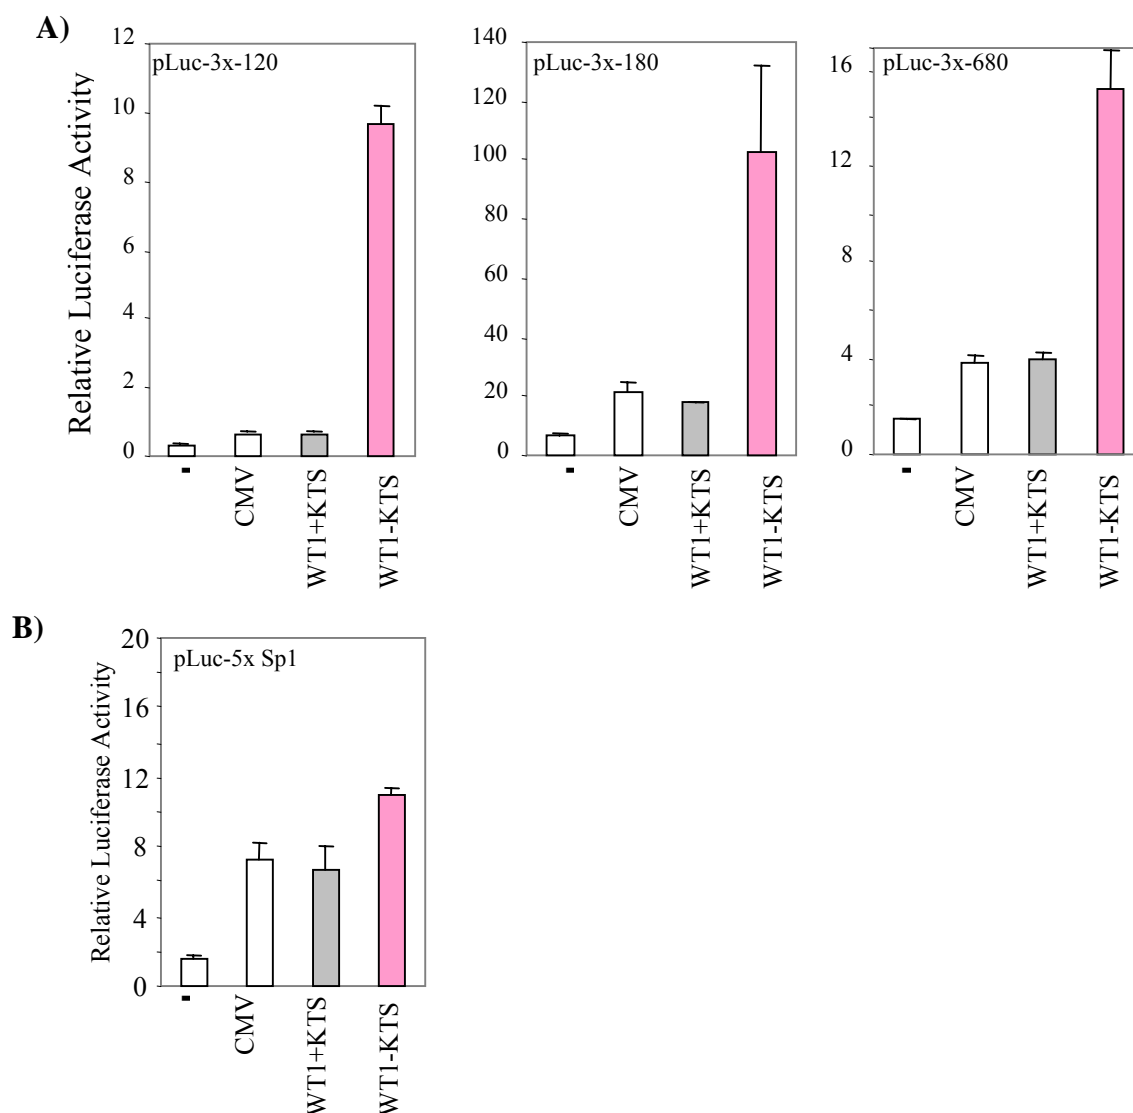 A)
Relative Luciferase Activity
pLuc-3x-120
12
10
8
6
4
2
0
-
CMV
WT1+KTS
WT1-KTS
pLuc-3x-180
140
120
100
80
60
40
20
0
-
CMV
WT1+KTS
WT1-KTS
pLuc-3x-680
16
12
8
4
0
-
CMV
WT1+KTS
WT1-KTS
B)
Relative Luciferase Activity
pLuc-5x Sp1
20
16
12
8
4
0
-
CMV
WT1+KTS
WT1-KTS